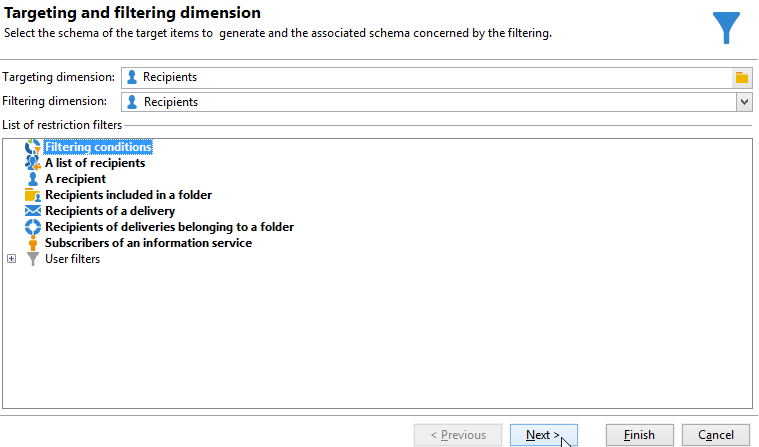 Targeting and filtering dimension
Select the schema of the target items to  generate and the associated schema concerned by the filtering.
Targeting dimension: Recipients
Filtering dimension: Recipients
List of restriction filters
Filtering conditions
A list of recipients
A recipient
Recipients included in a folder
Recipients of a delivery
Recipients of deliveries belonging to a folder
Subscribers of an information service
User filters
< Previous Next > Finish Cancel